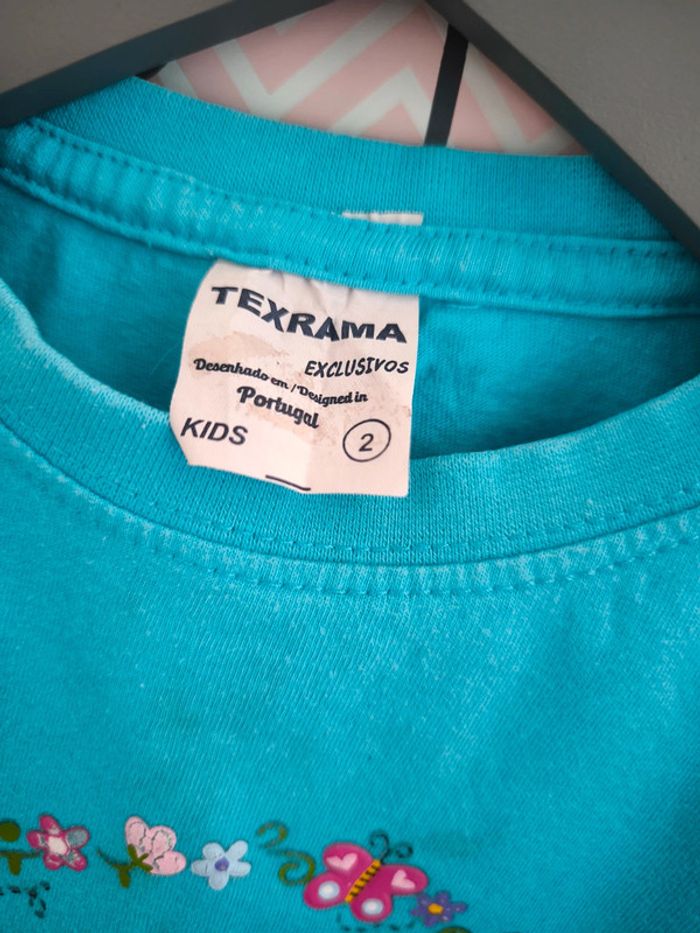 TEXRAMA
EXCLUSIVOS
Desenhado em / Designed in
Portugal
KIDS 2